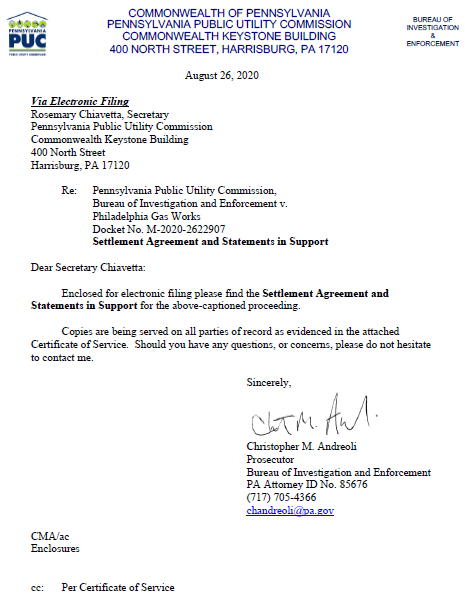 COMMONWEALTH OF PENNSYLVANIA
PENNSYLVANIA PUBLIC UTILITY COMMISSION
COMMONWEALTH KEYSTONE BUILDING
400 NORTH STREET, HARRISBURG, PA 17120
PENNSYLVANIA
PUC
PUBLIC UTILITY COMMISSION
BUREAU OF
INVESTIGATION
&
ENFORCEMENT
August 26, 2020
Via Electronic Filing
Rosemary Chiavetta, Secretary
Pennsylvania Public Utility Commission
Commonwealth Keystone Building
400 North Street
Harrisburg, PA 17120
Re: Pennsylvania Public Utility Commission,
Bureau of Investigation and Enforcement v.
Philadelphia Gas Works
Docket No. M-2020-2622907
Settlement Agreement and Statements in Support
Dear Secretary Chiavetta:
Enclosed for electronic filing please find the Settlement Agreement and
Statements in Support for the above-captioned proceeding.
Copies are being served on all parties of record as evidenced in the attached
Certificate of Service. Should you have any questions, or concerns, please do not hesitate
to contact me.
Sincerely,
Christopher M. Andreoli
Prosecutor
Bureau of Investigation and Enforcement
PA Attorney ID No. 85676
(717) 705-4366
chandreoli@pa.gov
CMA/ac
Enclosures
cc: Per Certificate of Service